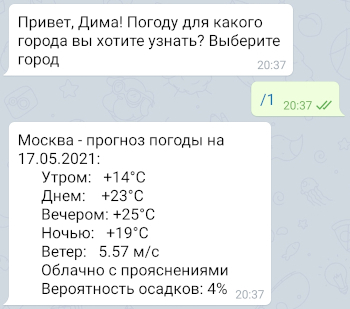 Привет, Дима! Погоду для какого
города вы хотите узнать? Выберите
город
20:37
/1 20:37
Москва - прогноз погоды на
17.05.2021:
Утром: +14°C
Днем: +23°C
Вечером: +25°C
Ночью: +19°C
Ветер: 5.57 м/с
Облачно с прояснениями
Вероятность осадков: 4% 20:37